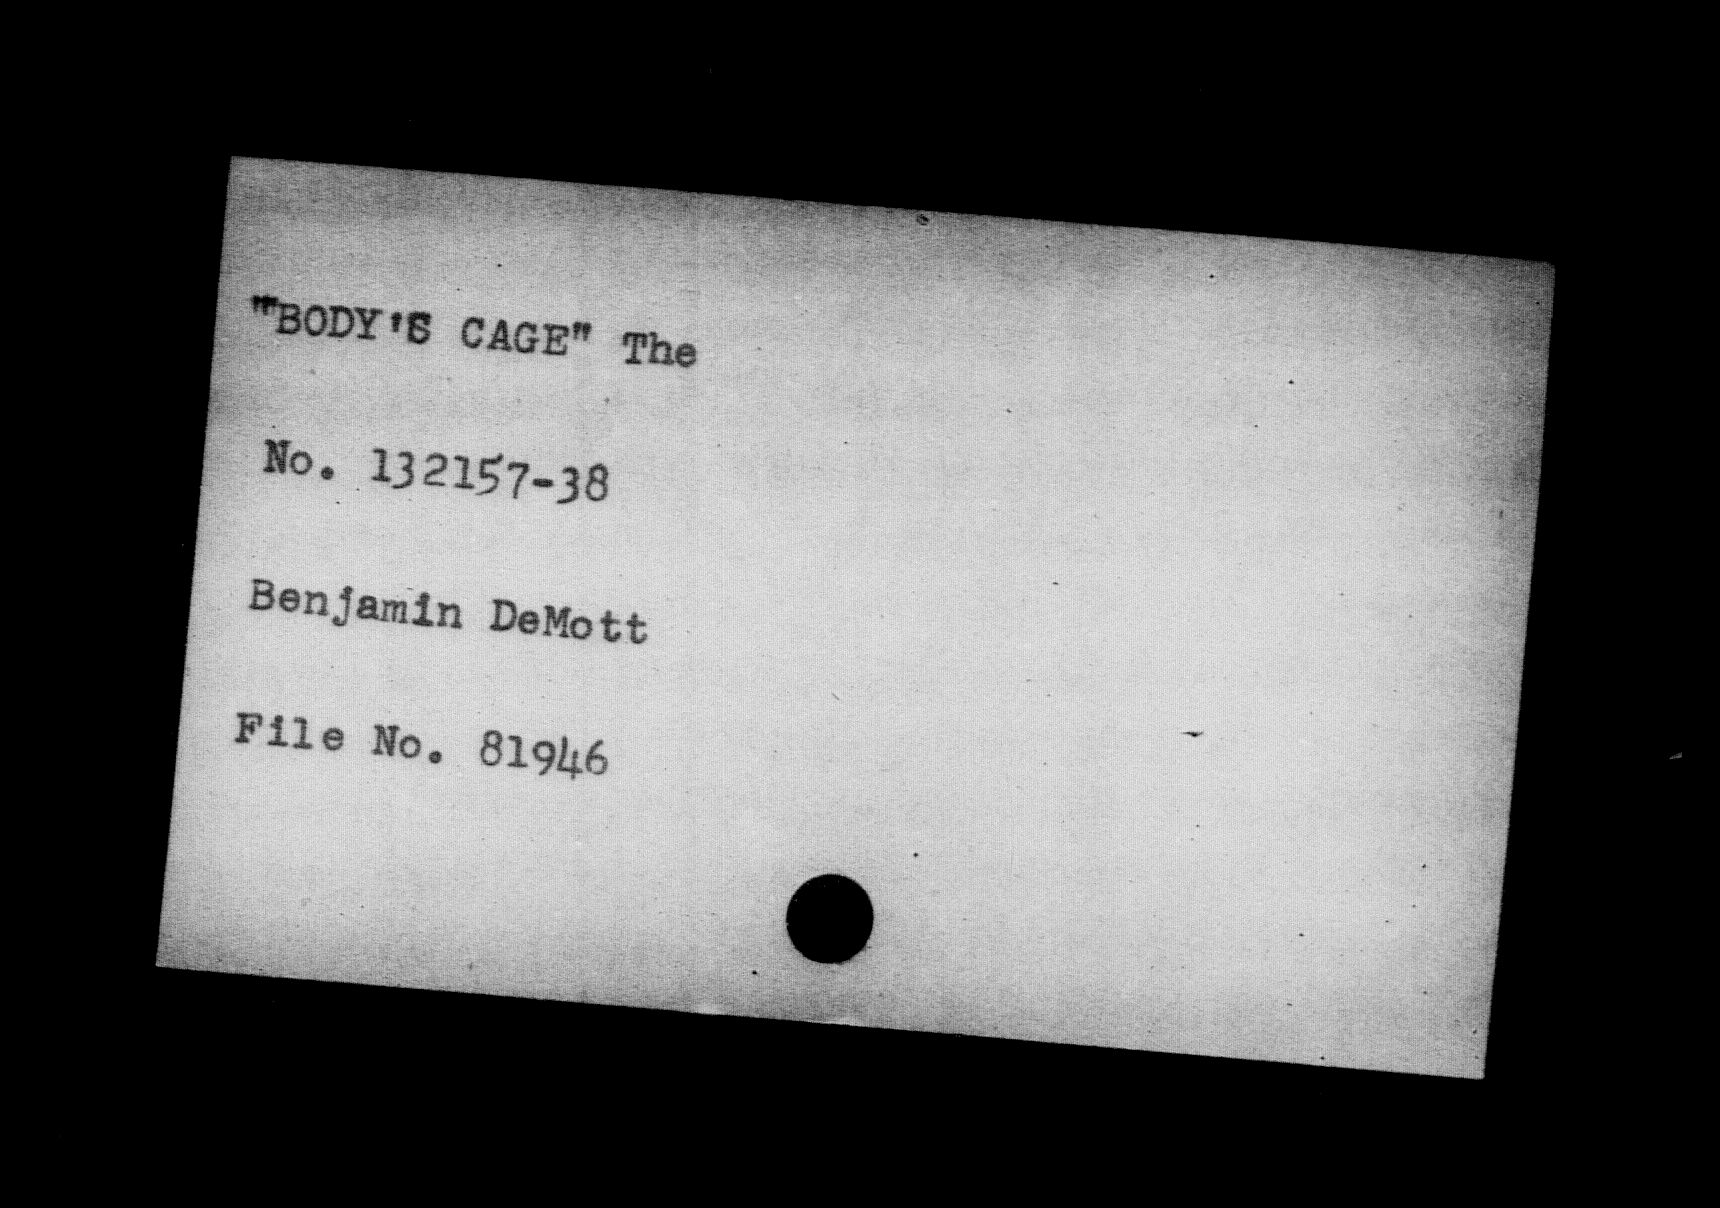 "BODY'S CAGE" The
No. 132157-38
Benjamin DeMott
File No. 81946